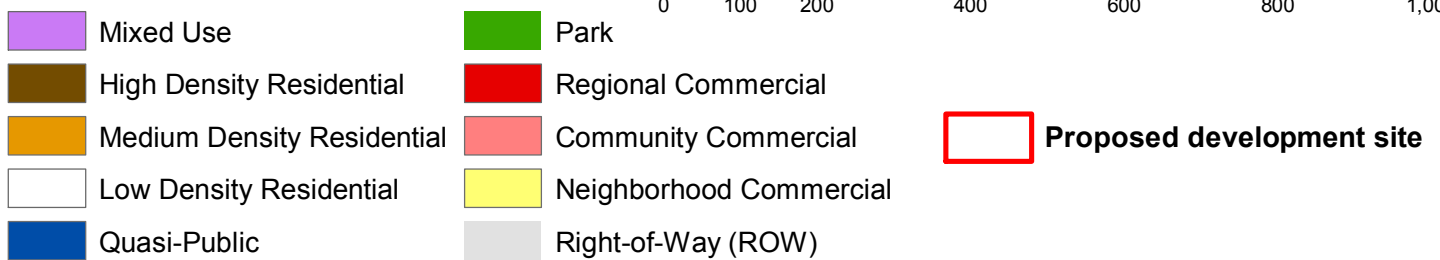 0 100 200 400 600 800
Mixed Use
High Density Residential
Medium Density Residential
Low Density Residential
Quasi-Public
Park
Regional Commercial
Community Commercial
Neighborhood Commercial
Right-of-Way (ROW)
Proposed development site